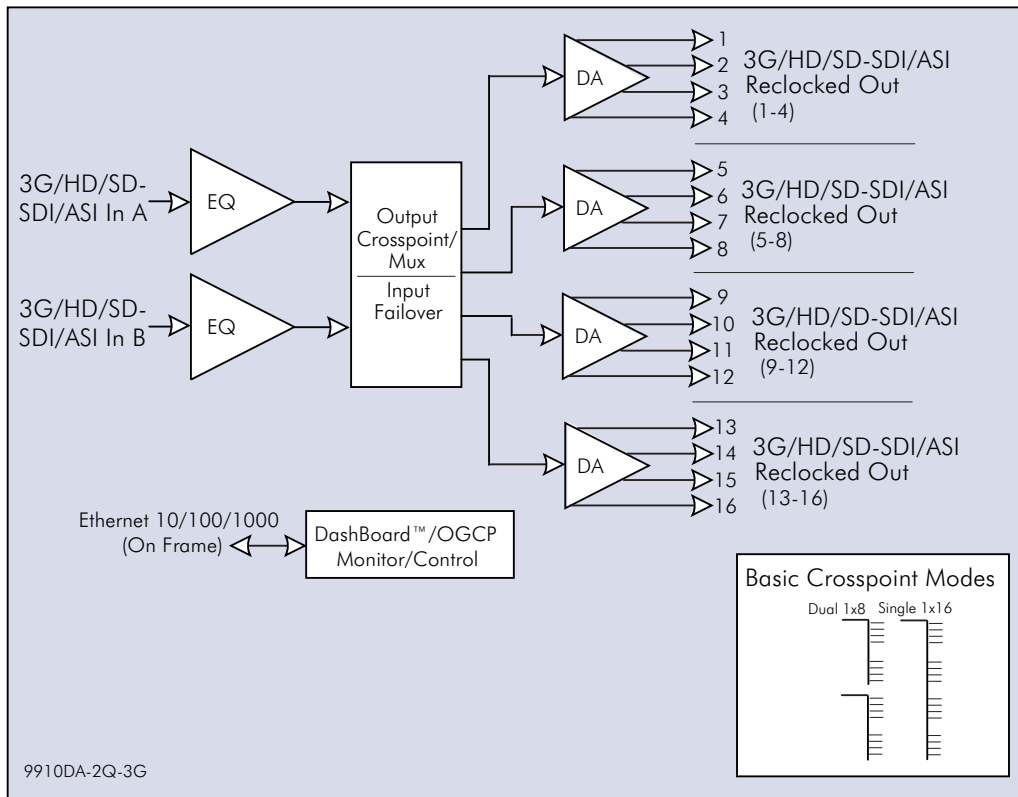 3G/HD/SD-
SDI/ASI In A
EQ
3G/HD/SD-
SDI/ASI In B
EQ
Output
Crosspoint/
Mux
Input
Failover
DA
1
2
3
4
3G/HD/SD-SDI/ASI
Reclocked Out
(1-4)
DA
5
6
7
8
3G/HD/SD-SDI/ASI
Reclocked Out
(5-8)
DA
9
10
11
12
3G/HD/SD-SDI/ASI
Reclocked Out
(9-12)
DA
13
14
15
16
3G/HD/SD-SDI/ASI
Reclocked Out
(13-16)
Ethernet 10/100/1000
(On Frame)
DashBoard™/OGCP
Monitor/Control
Basic Crosspoint Modes
Dual 1x8 Single 1x16
9910DA-2Q-3G